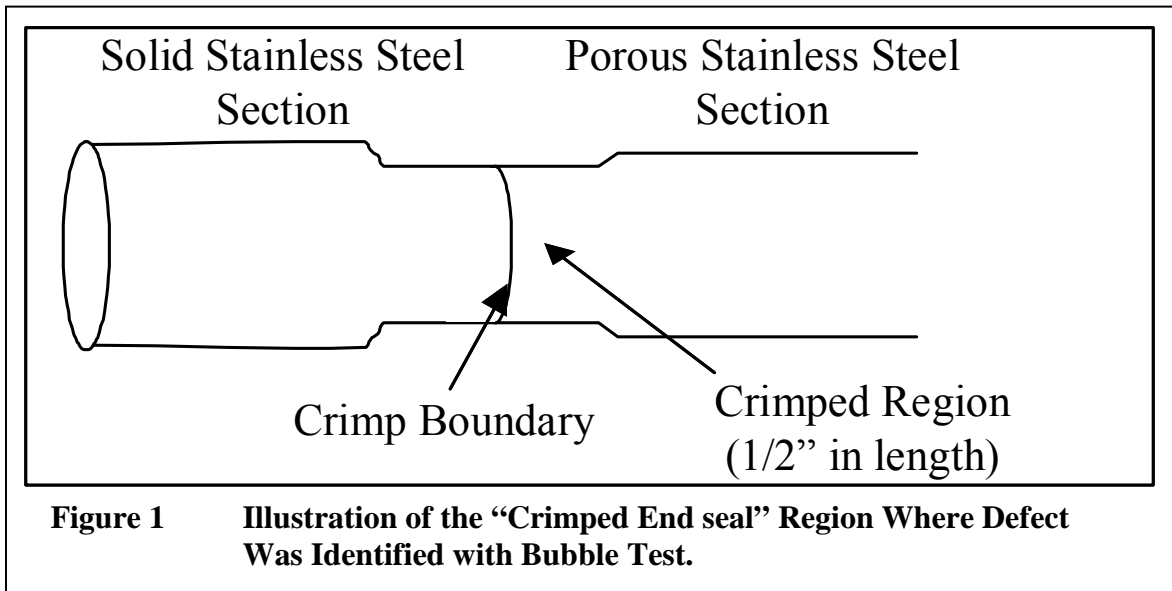 Solid Stainless Steel
Section
Porous Stainless Steel
Section
Crimp Boundary
Crimped Region
(1/2” in length)
Figure 1 Illustration of the “Crimped End seal” Region Where Defect
Was Identified with Bubble Test.